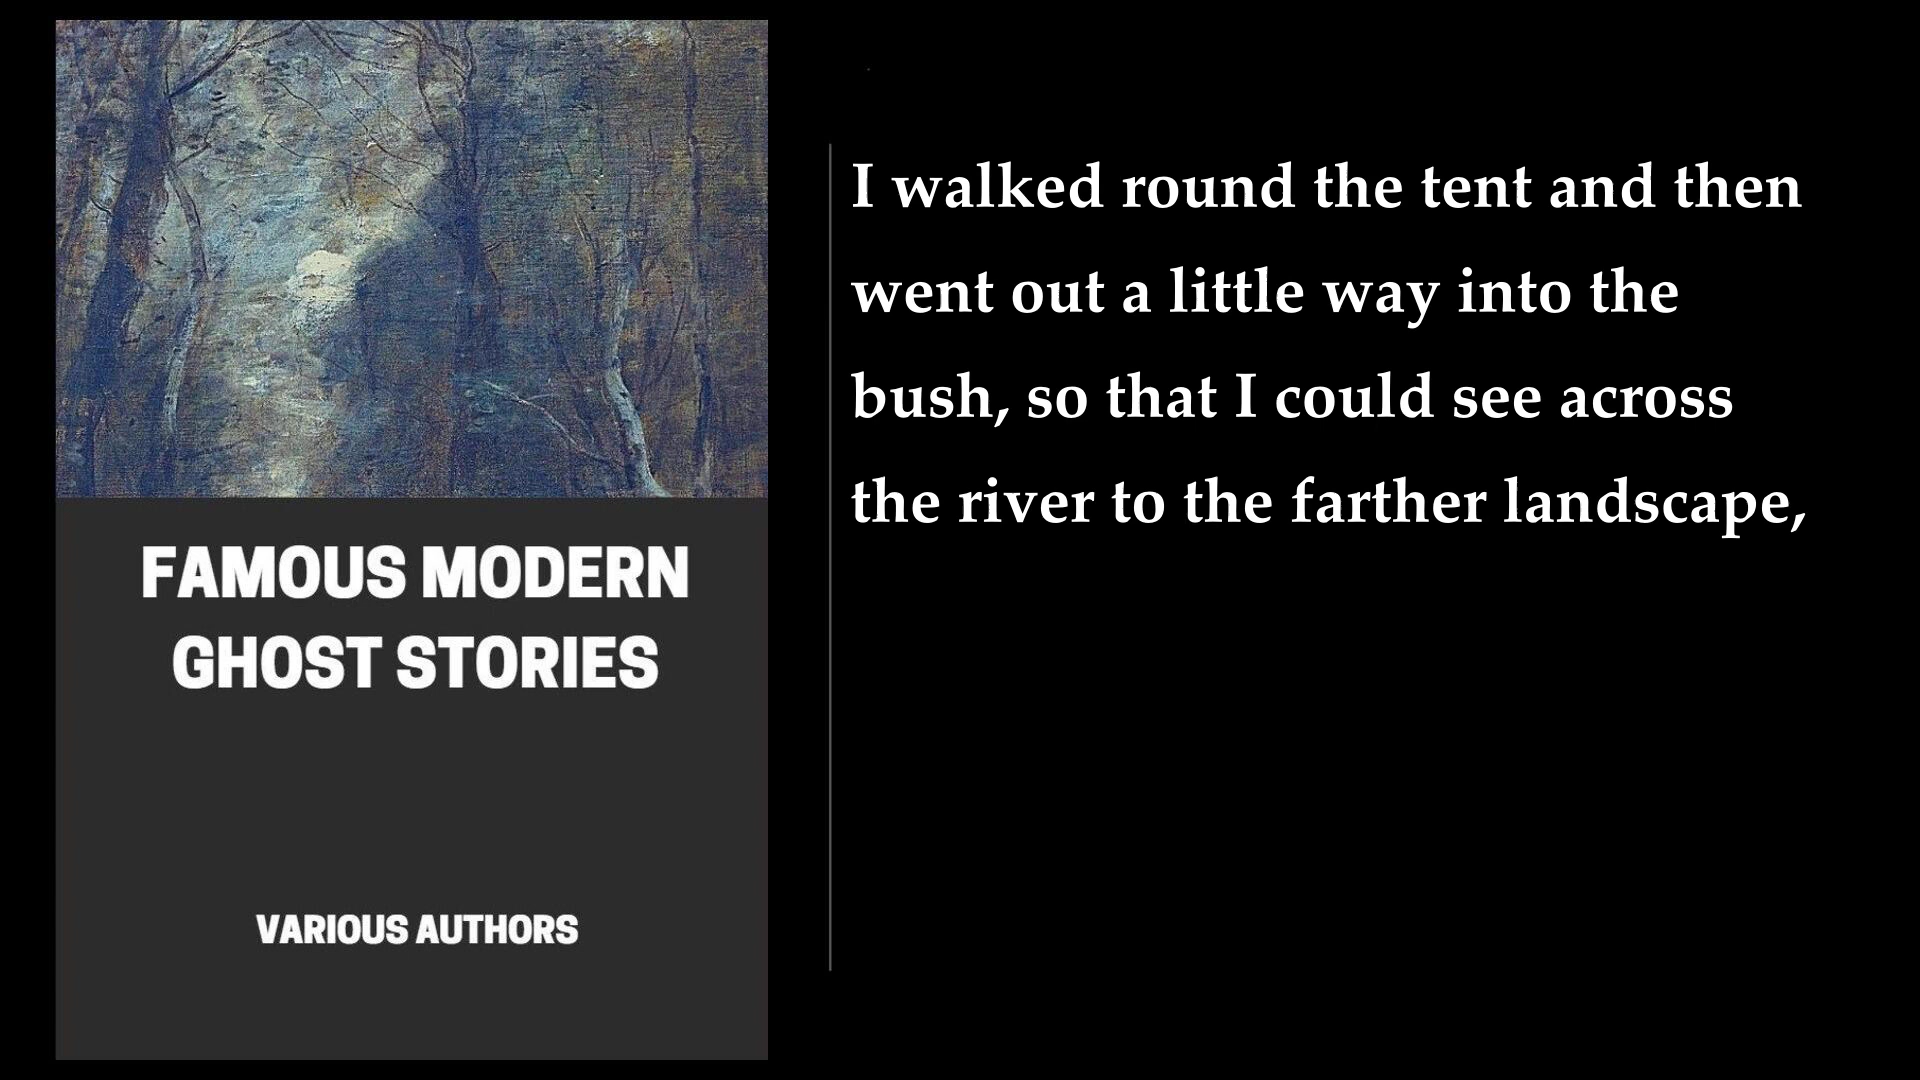 FAMOUS MODERN
GHOST STORIES
VARIOUS AUTHORS
I walked round the tent and then
went out a little way into the
bush, so that I could see across
the river to the farther landscape,